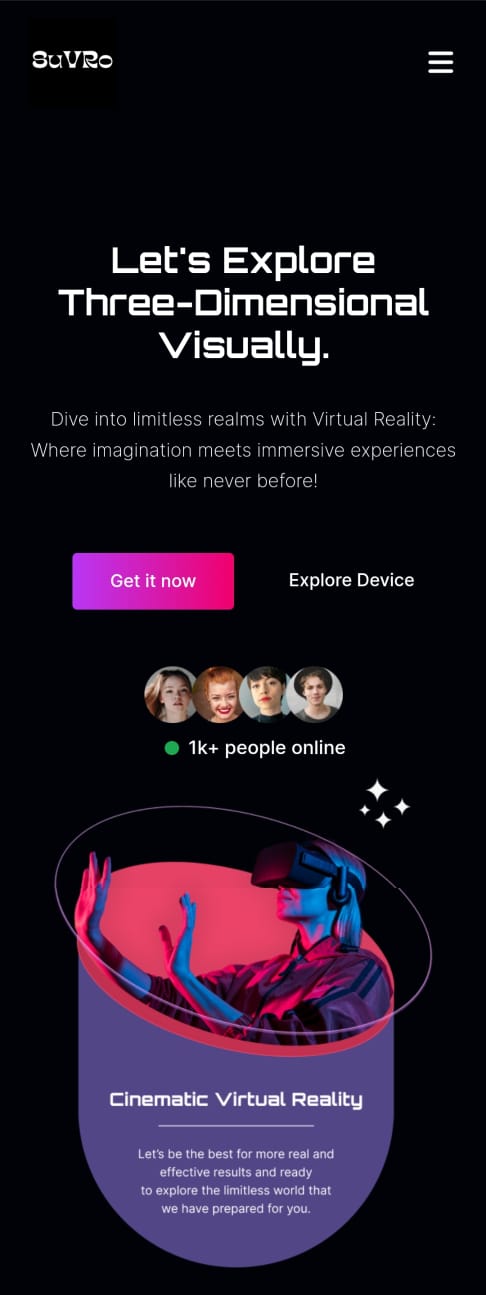 SuVRo
Let's Explore
Three-Dimensional
Visually.
Dive into limitless realms with Virtual Reality:
Where imagination meets immersive experiences
like never before!
Get it now
Explore Device
1k+ people online
Cinematic Virtual Reality
Let's be the best for more real and
effective results and ready
to explore the limitless world that
we have prepared for you.